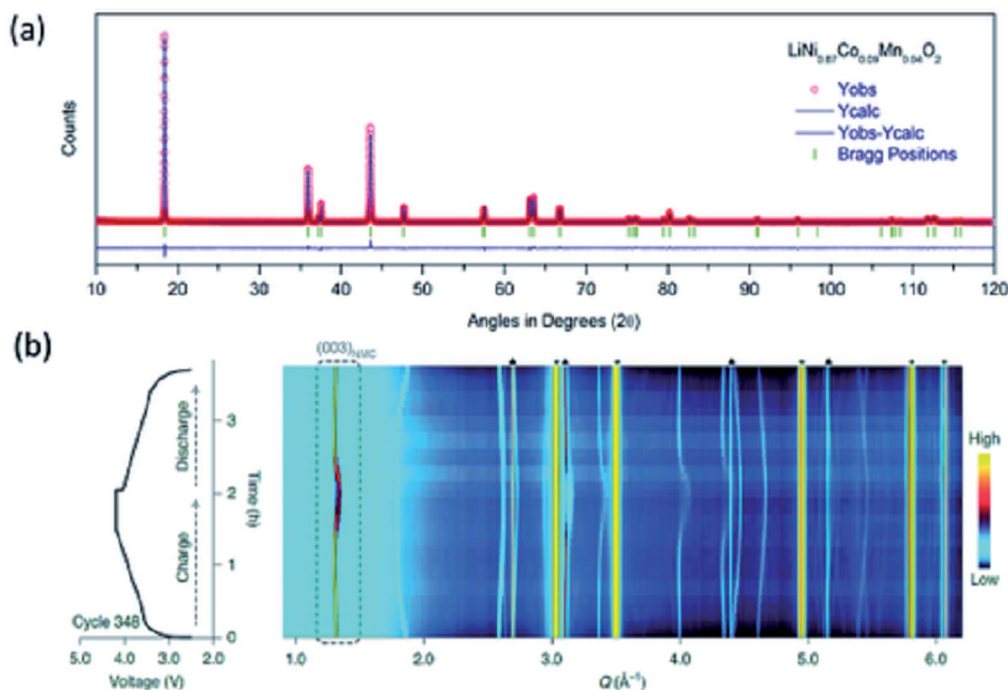 (a)
LiNi0.87Co0.09Mn0.04O2
Yobs
Ycalc
Yobs-Ycalc
Bragg Positions
Counts
10 20 30 40 50 60 70 80 90 100 110 120
Angles in Degrees (2θ)
(b)
(003)NMC
Discharge
Charge
Cycle 348
3
2
1
0
Time (h)
High
Low
5.0 4.0 3.0 2.0
Voltage (V)
1.0 2.0 3.0 4.0 5.0 6.0
Q (Å-1)